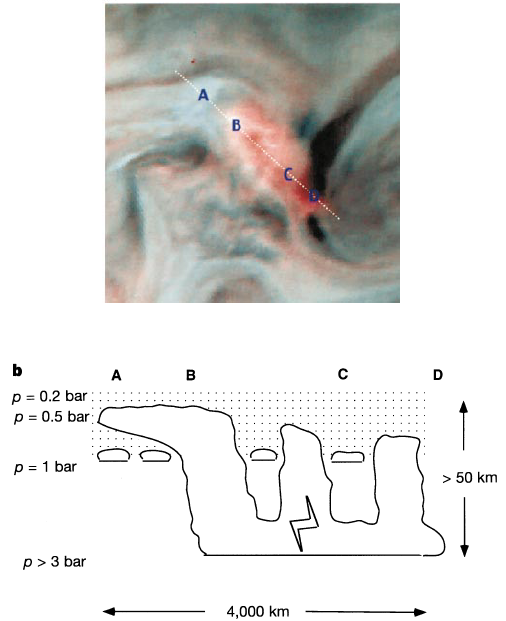 A
B
C
D
b
A B C D
p = 0.2 bar
p = 0.5 bar
p = 1 bar
> 50 km
p > 3 bar
4,000 km